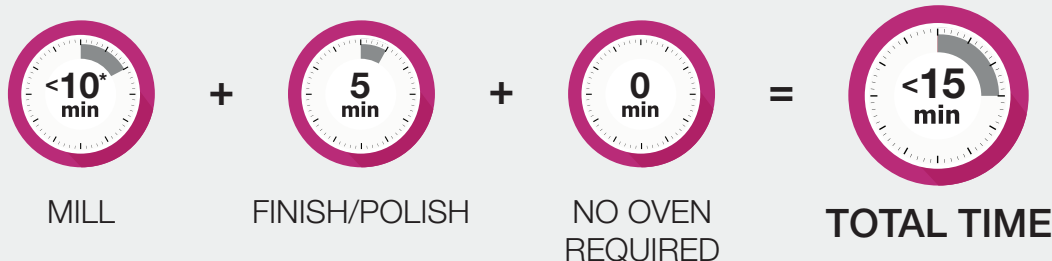 <10*
min
+
5
min
+
0
min
=
<15
min
MILL
FINISH/POLISH
NO OVEN
REQUIRED
TOTAL TIME